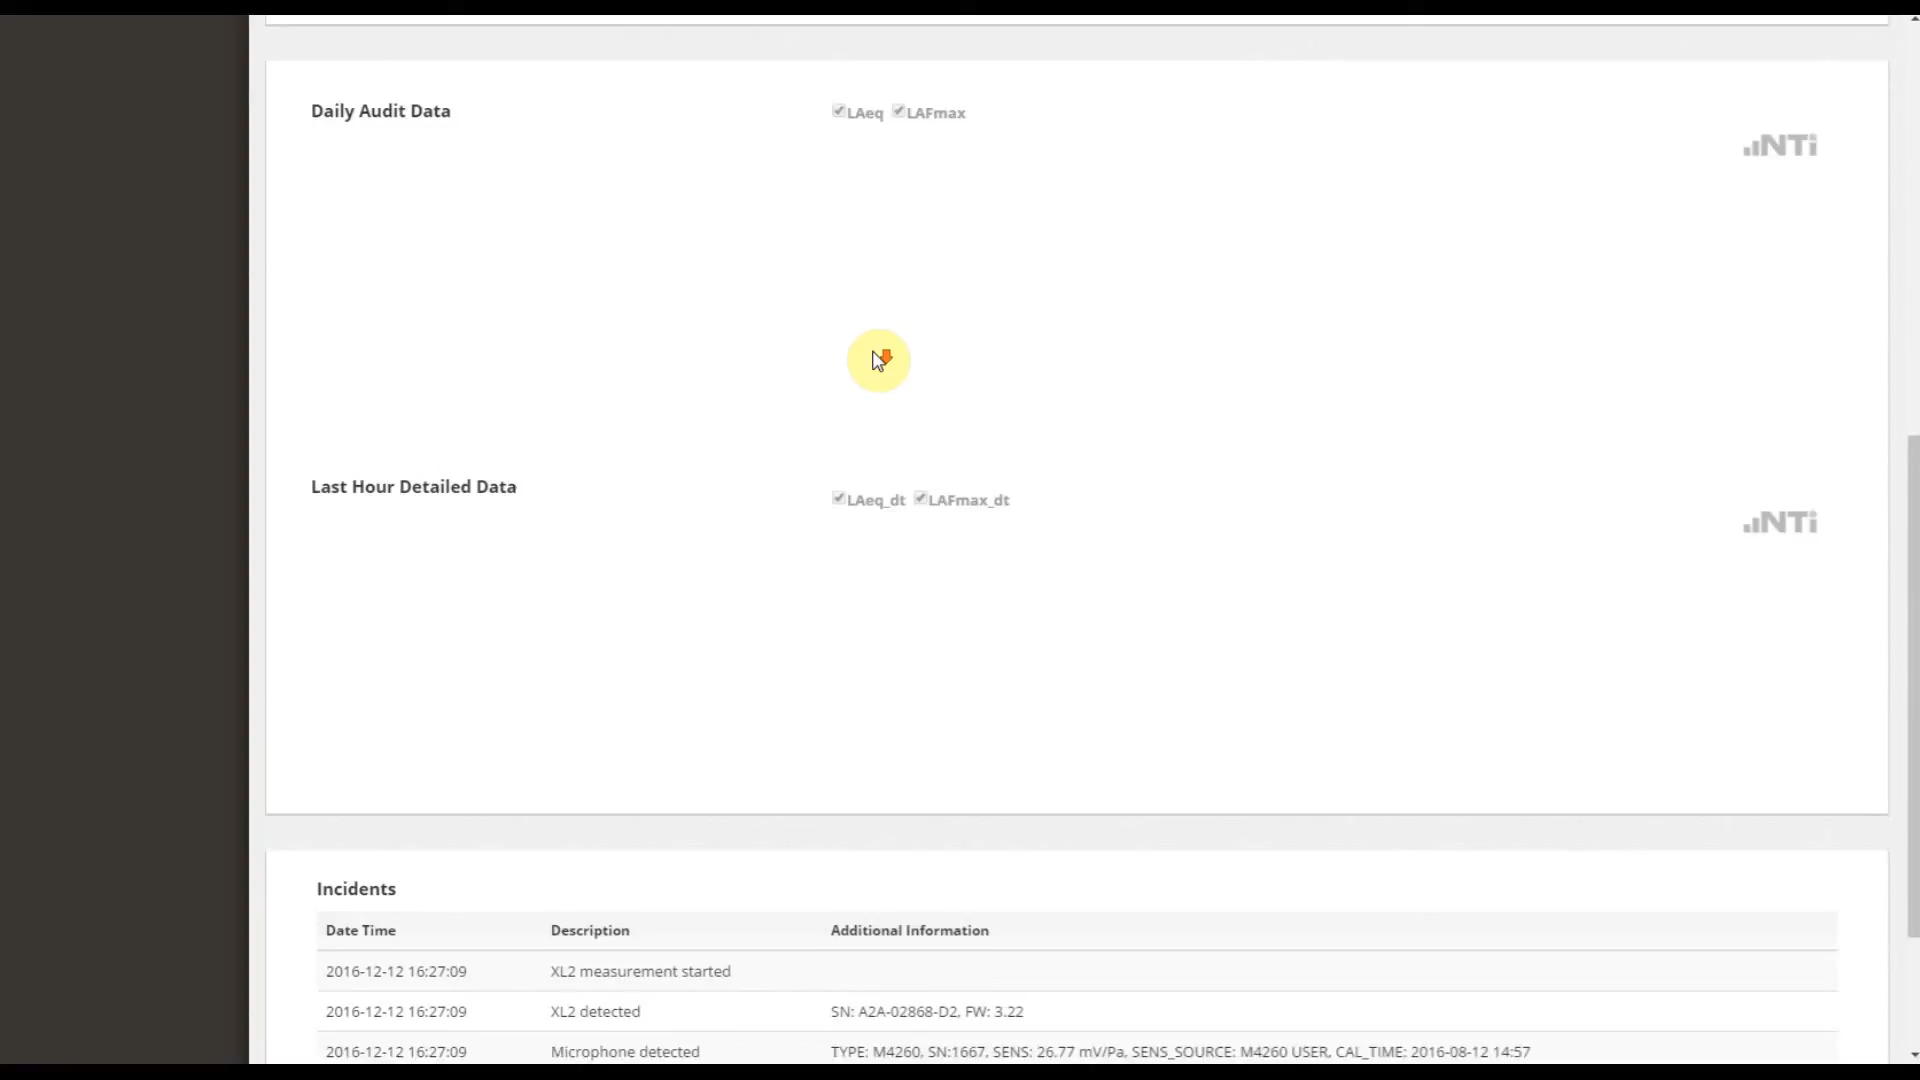 Daily Audit Data
LAeq LAFmax
NTi
Last Hour Detailed Data
LAeq_dt LAFmax_dt
NTi
Incidents
Date Time Description Additional Information
2016-12-12 16:27:09 XL2 measurement started
2016-12-12 16:27:09 XL2 detected SN: A2A-02868-D2, FW: 3.22
2016-12-12 16:27:09 Microphone detected TYPE: M4260, SN:1667, SENS: 26.77 mV/Pa, SENS_SOURCE: M4260 USER, CAL_TIME: 2016-08-12 14:57